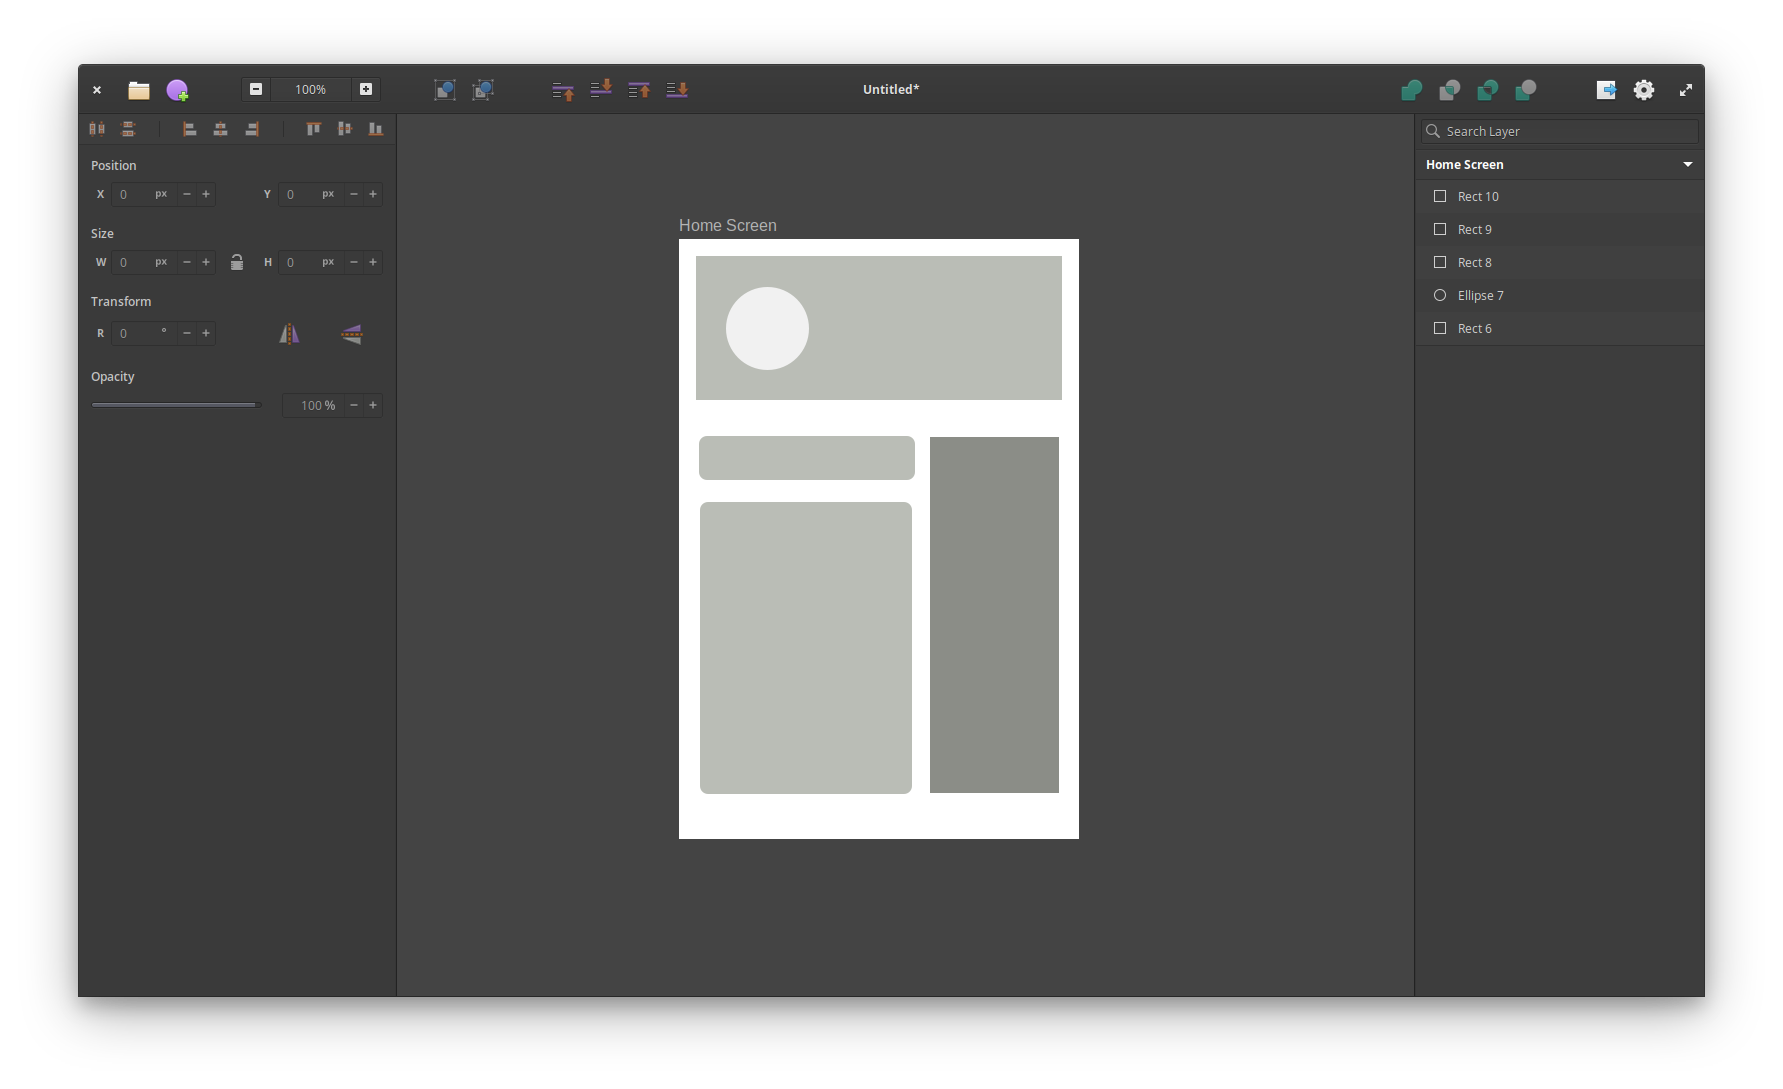 100%
Untitled*
Search Layer
Position
Home Screen
X 0 px Y 0 px
Rect 10
Home Screen
Size
Rect 9
W 0 px H 0 px
Rect 8
Transform
Ellipse 7
R 0 °
Rect 6
Opacity
100 %